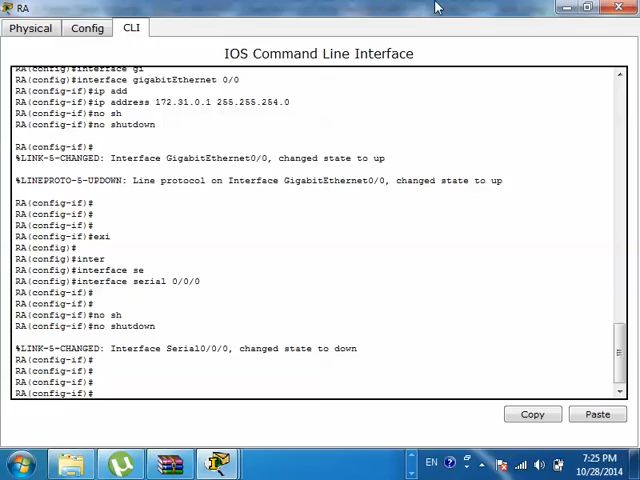 RA
Physical
Config
CLI
IOS Command Line Interface
RA(config)#interface gi
RA(config)#interface gigabitEthernet 0/0
RA(config-if)#ip add
RA(config-if)#ip address 172.31.0.1 255.255.254.0
RA(config-if)#no sh
RA(config-if)#no shutdown
RA(config-if)#
%LINK-5-CHANGED: Interface GigabitEthernet0/0, changed state to up
%LINEPROTO-5-UPDOWN: Line protocol on Interface GigabitEthernet0/0, changed state to up
RA(config-if)#
RA(config-if)#
RA(config-if)#
RA(config-if)#exi
RA(config)#
RA(config)#inter
RA(config)#interface se
RA(config)#interface serial 0/0/0
RA(config-if)#
RA(config-if)#
RA(config-if)#no sh
RA(config-if)#no shutdown
%LINK-5-CHANGED: Interface Serial0/0/0, changed state to down
RA(config-if)#
RA(config-if)#
RA(config-if)#
RA(config-if)#
Copy
Paste
EN
7:25 PM
10/28/2014